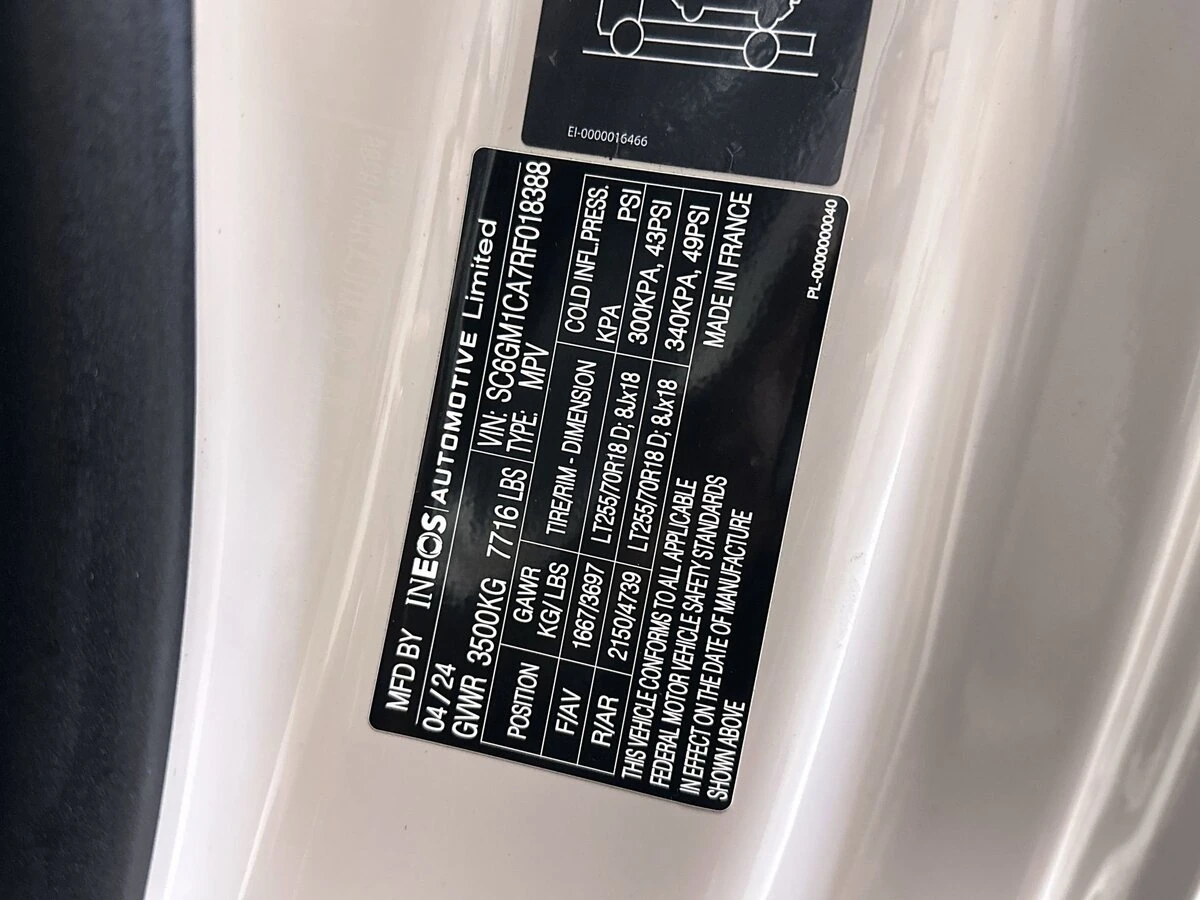 EI-0000016466
MFD BY INEOS | AUTOMOTIVE Limited
04/24
GVWR 3500KG 7716 LBS VIN: SC6GM1CA7RF018388
TYPE: MPV
POSITION GAWR KG/LBS TIRE/RIM - DIMENSION COLD INFL.PRESS. KPA PSI
F/AV 1667/3697 LT255/70R18 D; 8Jx18 300KPA, 43PSI
R/AR 2150/4739 LT255/70R18 D; 8Jx18 340KPA, 49PSI
THIS VEHICLE CONFORMS TO ALL APPLICABLE MADE IN FRANCE
FEDERAL MOTOR VEHICLE SAFETY STANDARDS
IN EFFECT ON THE DATE OF MANUFACTURE
SHOWN ABOVE
PL-0000000040